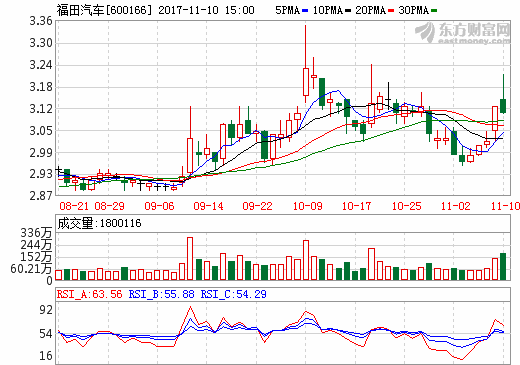 福田汽车[600166] 2017-11-10 15:00 5PMA 10PMA 20PMA 30PMA
东方财富网
eastmoney.com
3.36
3.30
3.24
3.18
3.12
3.05
2.99
2.93
2.87
08-21 08-29 09-06 09-14 09-22 10-09 10-17 10-25 11-02 11-10
成交量:1800116
336万
244万
152万
60.21万
0
RSI_A:63.56 RSI_B:55.88 RSI_C:54.29
92
54
16